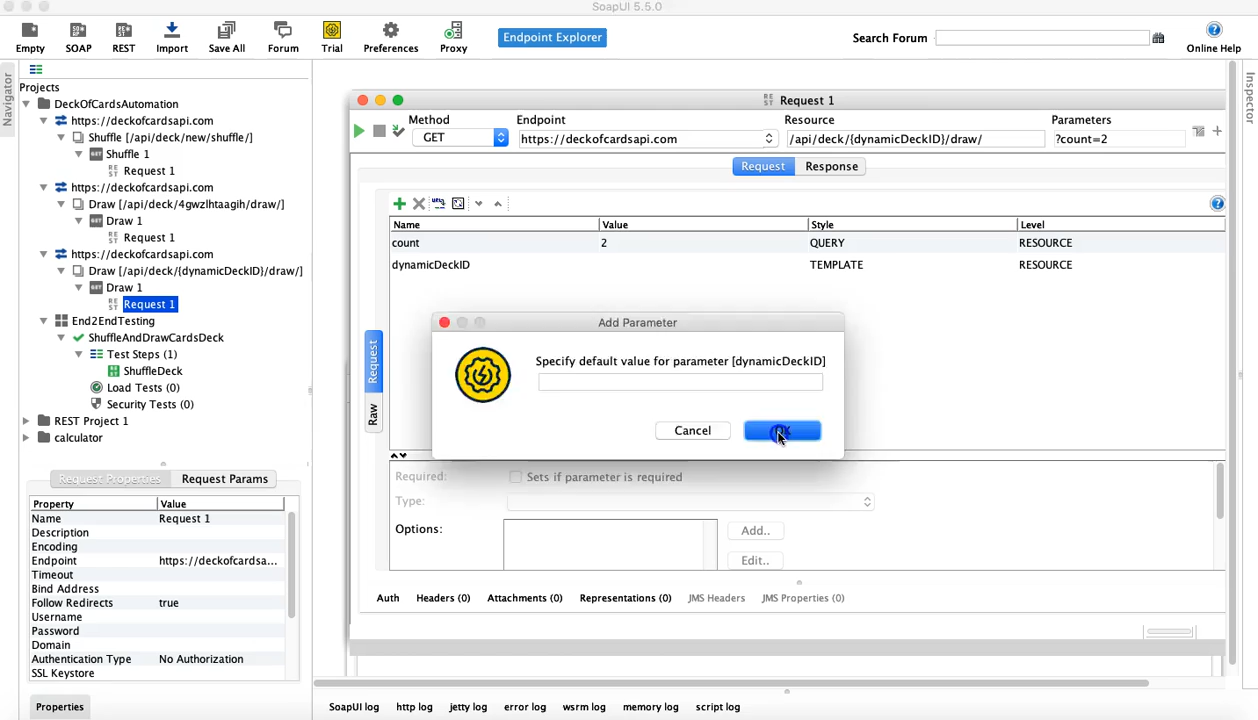 SoapUI 5.5.0
Empty
SOAP
REST
Import
Save All
Forum
Trial
Preferences
Proxy
Endpoint Explorer
Search Forum
Online Help
Navigator
Inspector
Projects
DeckOfCardsAutomation
https://deckofcardsapi.com
Shuffle [/api/deck/new/shuffle/]
Shuffle 1
Request 1
https://deckofcardsapi.com
Draw [/api/deck/4gwzlhtaagih/draw/]
Draw 1
Request 1
https://deckofcardsapi.com
Draw [/api/deck/{dynamicDeckID}/draw/]
Draw 1
Request 1
End2EndTesting
ShuffleAndDrawCardsDeck
Test Steps (1)
ShuffleDeck
Load Tests (0)
Security Tests (0)
REST Project 1
calculator
Request Properties Request Params
Property Value
Name Request 1
Description
Encoding
Endpoint https://deckofcardsa...
Timeout
Bind Address
Follow Redirects true
Username
Password
Domain
Authentication Type No Authorization
SSL Keystore
Properties
Request 1
Method Endpoint Resource Parameters
GET https://deckofcardsapi.com /api/deck/{dynamicDeckID}/draw/ ?count=2
Request Response
Name Value Style Level
count 2 QUERY RESOURCE
dynamicDeckID TEMPLATE RESOURCE
Request
Raw
Add Parameter
Specify default value for parameter [dynamicDeckID]
Cancel
Required: Sets if parameter is required
Type:
Options: Add..
Edit..
Auth Headers (0) Attachments (0) Representations (0) JMS Headers JMS Properties (0)
SoapUI log http log jetty log error log wsrm log memory log script log